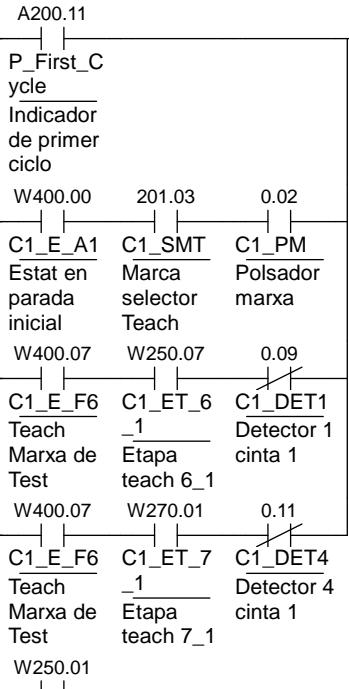 A200.11
P_First_C
ycle
Indicador
de primer
ciclo
W400.00 201.03 0.02
C1_E_A1 C1_SMT C1_PM
Estat en Marca Polsador
parada selector marxa
inicial Teach
W400.07 W250.07 0.09
C1_E_F6 C1_ET_6 C1_DET1
Teach _1 Detector 1
Marxa de Etapa cinta 1
Test teach 6_1
W400.07 W270.01 0.11
C1_E_F6 C1_ET_7 C1_DET4
Teach _1 Detector 4
Marxa de Etapa cinta 1
Test teach 7_1
W250.01